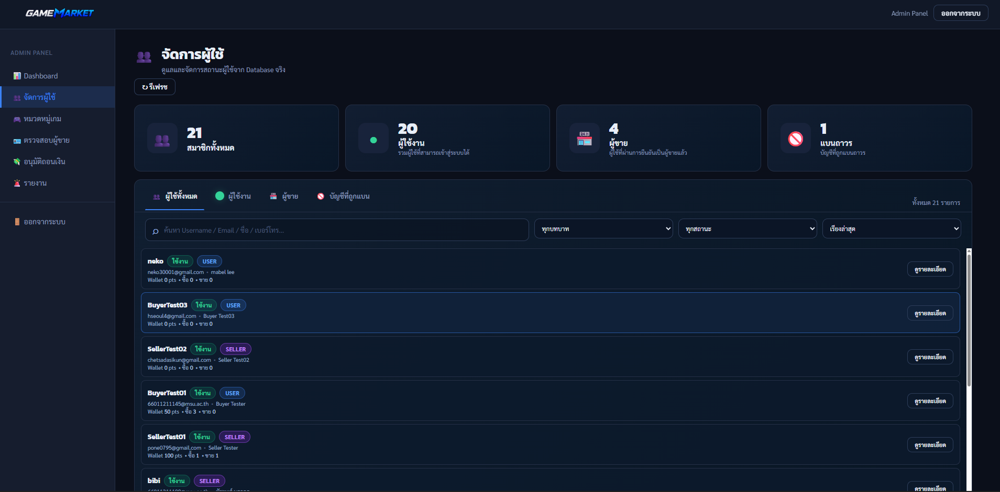 GAMEMARKET
Admin Panel
ออกจากระบบ
ADMIN PANEL
Dashboard
จัดการผู้ใช้
หมวดหมู่เกม
ตรวจสอบผู้ขาย
อนุมัติถอนเงิน
รายงาน
ออกจากระบบ
จัดการผู้ใช้
ดูแลและจัดการสถานะผู้ใช้จาก Database จริง
↻ รีเฟรช
21
สมาชิกทั้งหมด
20
ผู้ใช้งาน
รวมผู้ใช้ที่สามารถเข้าสู่ระบบได้
24 H
4
ผู้ขาย
ผู้ใช้ที่ผ่านการยืนยันเป็นผู้ขายแล้ว
1
แบนถาวร
บัญชีที่ถูกแบนถาวร
ผู้ใช้ทั้งหมด ผู้ใช้งาน ผู้ขาย บัญชีที่ถูกแบน
ทั้งหมด 21 รายการ
ค้นหา Username / Email / ชื่อ / เบอร์โทร...
ทุกบทบาท
ทุกสถานะ
เรียงล่าสุด
neko ใช้งาน USER
neko30001@gmail.com • mabel lee
Wallet 0 pts • ซื้อ 0 • ขาย 0
ดูรายละเอียด
BuyerTest03 ใช้งาน USER
hseoul4@gmail.com • Buyer Test03
Wallet 0 pts • ซื้อ 0 • ขาย 0
ดูรายละเอียด
SellerTest02 ใช้งาน SELLER
chetsadasikun@gmail.com • Seller Test02
Wallet 0 pts • ซื้อ 0 • ขาย 0
ดูรายละเอียด
BuyerTest01 ใช้งาน USER
66011211145@msu.ac.th • Buyer Tester
Wallet 50 pts • ซื้อ 3 • ขาย 0
ดูรายละเอียด
SellerTest01 ใช้งาน SELLER
pone0795@gmail.com • Seller Tester
Wallet 100 pts • ซื้อ 1 • ขาย 1
ดูรายละเอียด
bibi ใช้งาน SELLER
ดูรายละเอียด